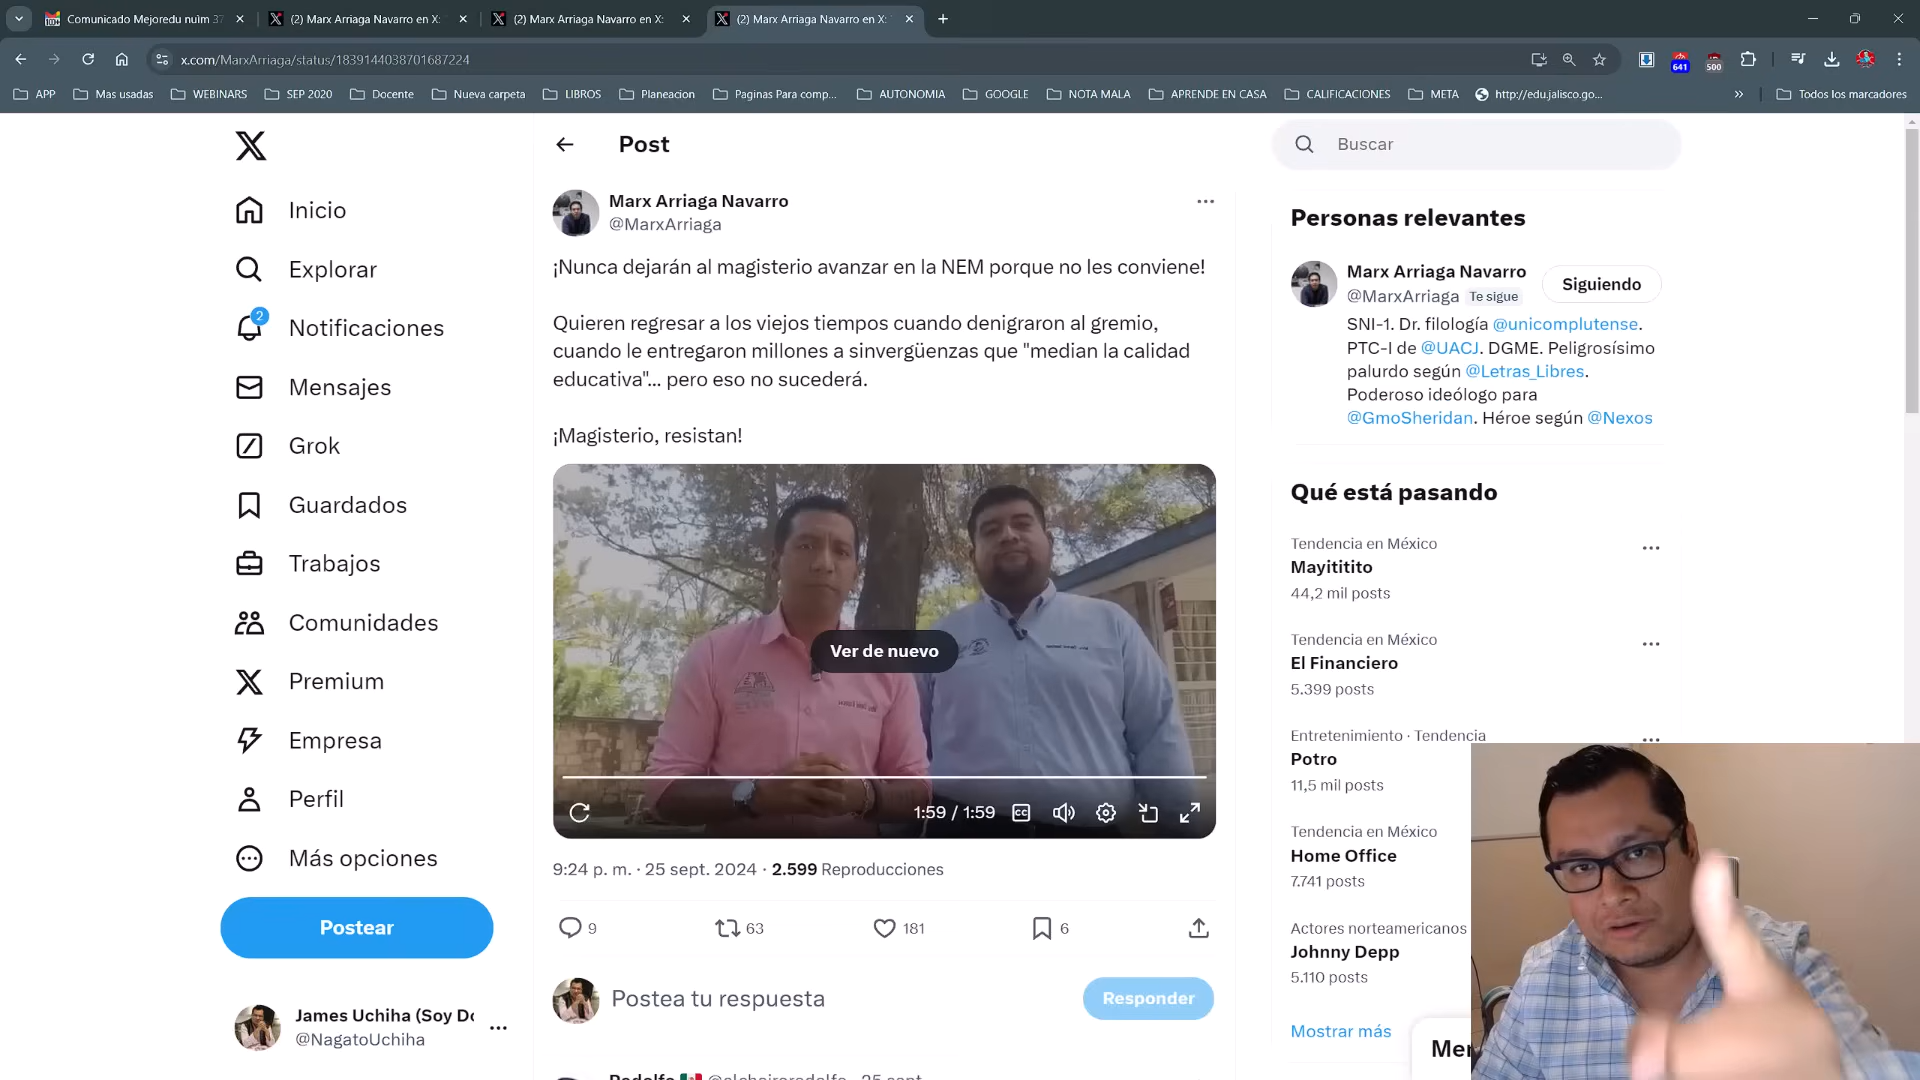 Comunicado Mejoredu nuìm 37
(2) Marx Arriaga Navarro en X:
(2) Marx Arriaga Navarro en X:
(2) Marx Arriaga Navarro en X:
x.com/MarxArriaga/status/1839144038701687224
641
500
APP
Mas usadas
WEBINARS
SEP 2020
Docente
Nueva carpeta
LIBROS
Planeacion
Paginas Para comp...
AUTONOMIA
GOOGLE
NOTA MALA
APRENDE EN CASA
CALIFICACIONES
META
http://edu.jalisco.go...
Todos los marcadores
Inicio
Explorar
2
Notificaciones
Mensajes
Grok
Guardados
Trabajos
Comunidades
Premium
Empresa
Perfil
Más opciones
Postear
James Uchiha (Soy Do
@NagatoUchiha
Post
Marx Arriaga Navarro
@MarxArriaga
¡Nunca dejarán al magisterio avanzar en la NEM porque no les conviene!
Quieren regresar a los viejos tiempos cuando denigraron al gremio,
cuando le entregaron millones a sinvergüenzas que "median la calidad
educativa"... pero eso no sucederá.
¡Magisterio, resistan!
Ver de nuevo
1:59 / 1:59
CC
9:24 p. m. · 25 sept. 2024 · 2.599 Reproducciones
9
63
181
6
Postea tu respuesta
Responder
Rodolfo
Buscar
Personas relevantes
Marx Arriaga Navarro
@MarxArriaga Te sigue
Siguiendo
SNI-1. Dr. filología @unicomplutense.
PTC-I de @UACJ. DGME. Peligrosísimo
palurdo según @Letras_Libres.
Poderoso ideólogo para
@GmoSheridan. Héroe según @Nexos
Qué está pasando
Tendencia en México
Mayititito
44,2 mil posts
Tendencia en México
El Financiero
5.399 posts
Entretenimiento · Tendencia
Potro
11,5 mil posts
Tendencia en México
Home Office
7.741 posts
Actores norteamericanos
Johnny Depp
5.110 posts
Mostrar más